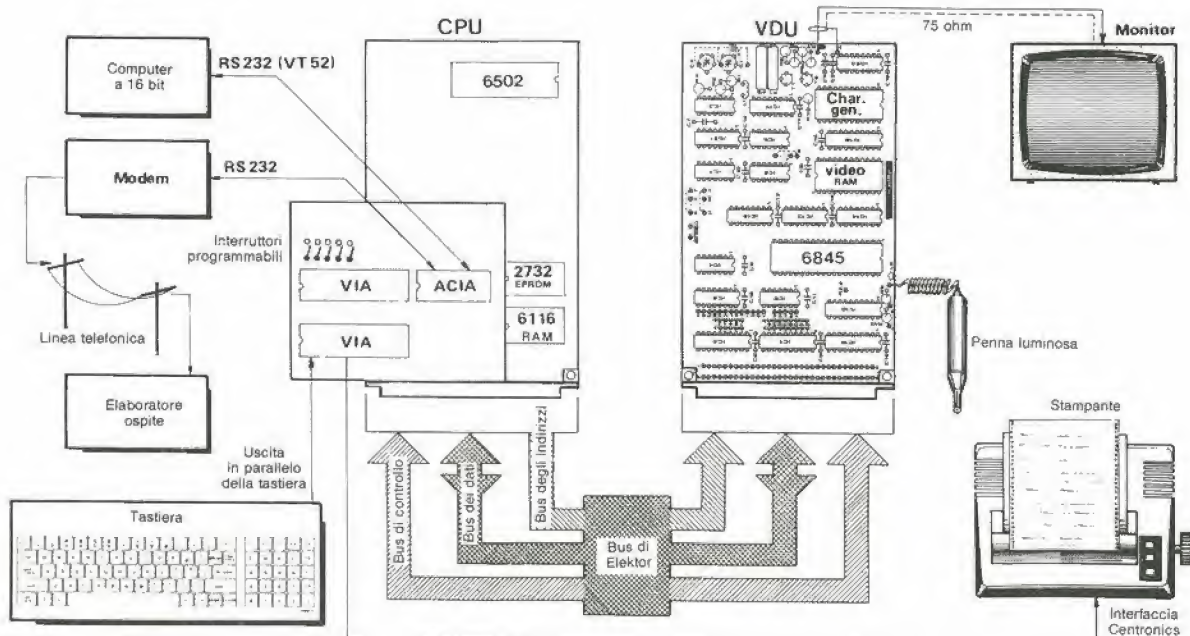 CPU
VDU
75 ohm
Monitor
Computer
a 16 bit
RS232 (VT52)
6502
Char.
gen.
Modem
RS232
video
RAM
Interruttori
programmabili
VIA
ACIA
2732
EPROM
6845
6116
RAM
VIA
Linea telefonica
Penna luminosa
Elaboratore
ospite
Stampante
Uscita
in parallelo
della tastiera
Bus di controllo
Bus dei dati
Bus degli indirizzi
Tastiera
Bus di
Elektor
Interfaccia
Centronics